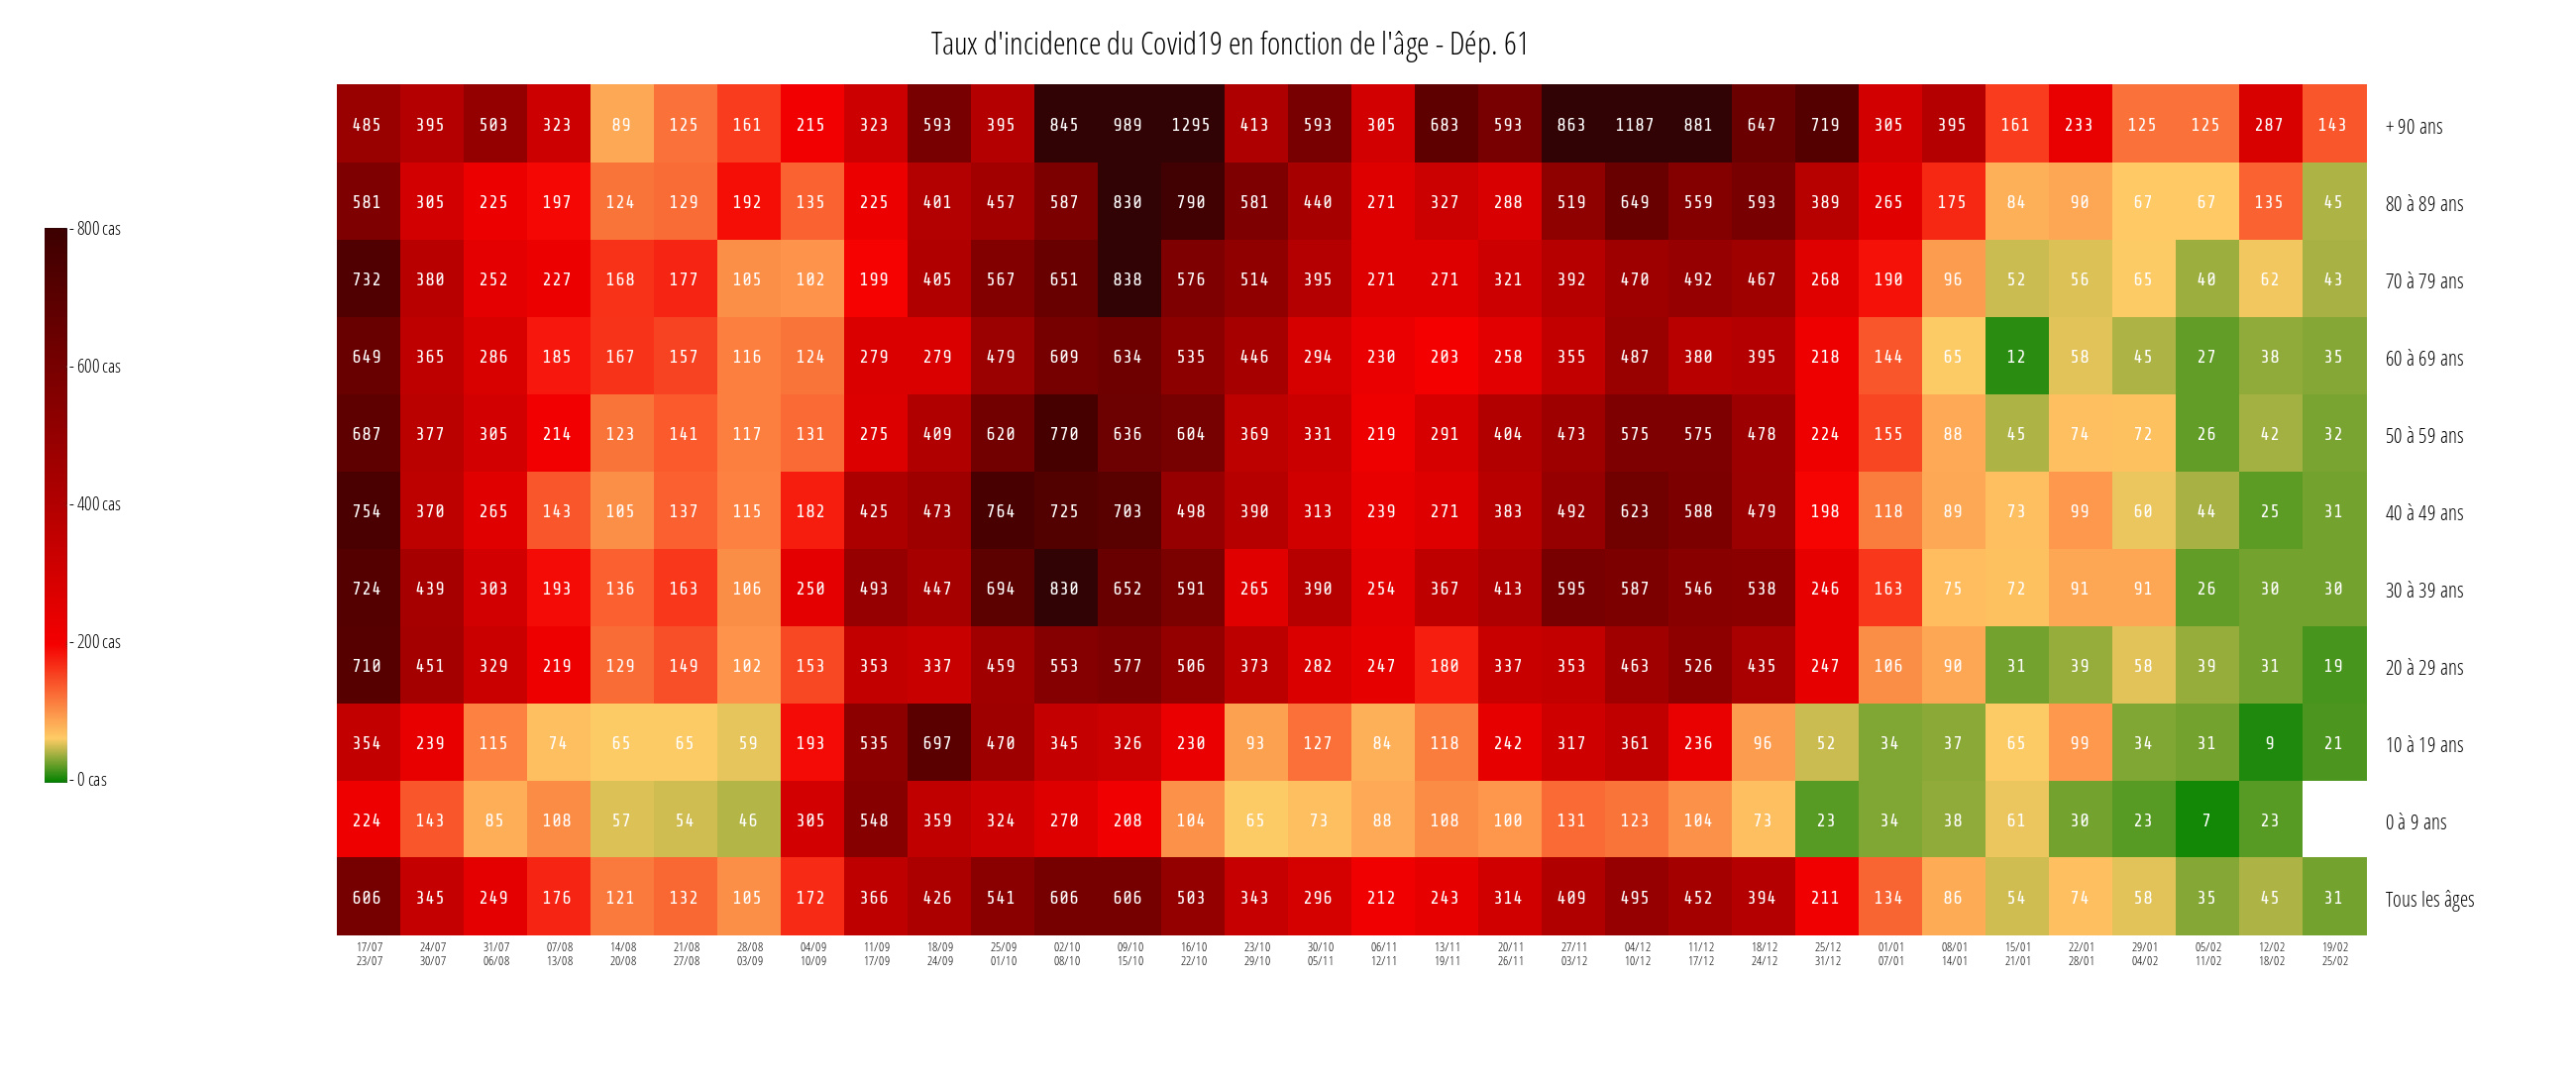 Taux d'incidence du Covid19 en fonction de l'âge - Dép. 61
485 395 503 323 89 125 161 215 323 593 395 845 989 1295 413 593 305 683 593 863 1187 881 647 719 305 395 161 233 125 125 287 143 + 90 ans
581 305 225 197 124 129 192 135 225 401 457 587 830 790 581 440 271 327 288 519 649 559 593 389 265 175 84 90 67 67 135 45 80 à 89 ans
- 800 cas
732 380 252 227 168 177 105 102 199 405 567 651 838 576 514 395 271 271 321 392 470 492 467 268 190 96 52 56 65 40 62 43 70 à 79 ans
649 365 286 185 167 157 116 124 279 279 479 609 634 535 446 294 230 203 258 355 487 380 395 218 144 65 12 58 45 27 38 35 60 à 69 ans
- 600 cas
687 377 305 214 123 141 117 131 275 409 620 770 636 604 369 331 219 291 404 473 575 575 478 224 155 88 45 74 72 26 42 32 50 à 59 ans
- 400 cas
754 370 265 143 105 137 115 182 425 473 764 725 703 498 390 313 239 271 383 492 623 588 479 198 118 89 73 99 60 44 25 31 40 à 49 ans
724 439 303 193 136 163 106 250 493 447 694 830 652 591 265 390 254 367 413 595 587 546 538 246 163 75 72 91 91 26 30 30 30 à 39 ans
- 200 cas
710 451 329 219 129 149 102 153 353 337 459 553 577 506 373 282 247 180 337 353 463 526 435 247 106 90 31 39 58 39 31 19 20 à 29 ans
354 239 115 74 65 65 59 193 535 697 470 345 326 230 93 127 84 118 242 317 361 236 96 52 34 37 65 99 34 31 9 21 10 à 19 ans
- 0 cas
224 143 85 108 57 54 46 305 548 359 324 270 208 104 65 73 88 108 100 131 123 104 73 23 34 38 61 30 23 7 23 0 à 9 ans
606 345 249 176 121 132 105 172 366 426 541 606 606 503 343 296 212 243 314 409 495 452 394 211 134 86 54 74 58 35 45 31 Tous les âges
17/07 24/07 31/07 07/08 14/08 21/08 28/08 04/09 11/09 18/09 25/09 02/10 09/10 16/10 23/10 30/10 06/11 13/11 20/11 27/11 04/12 11/12 18/12 25/12 01/01 08/01 15/01 22/01 29/01 05/02 12/02 19/02
23/07 30/07 06/08 13/08 20/08 27/08 03/09 10/09 17/09 24/09 01/10 08/10 15/10 22/10 29/10 05/11 12/11 19/11 26/11 03/12 10/12 17/12 24/12 31/12 07/01 14/01 21/01 28/01 04/02 11/02 18/02 25/02